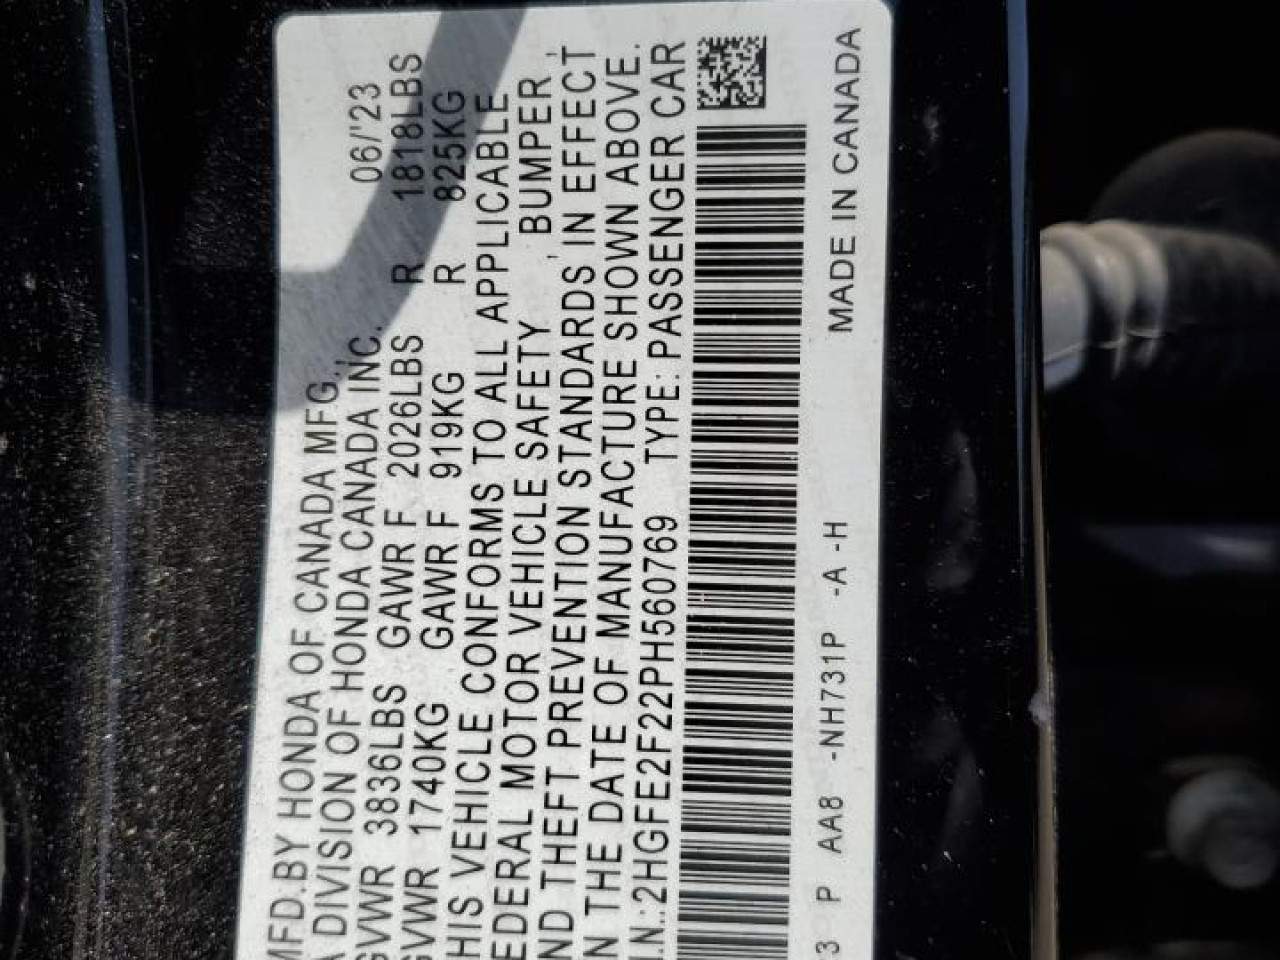 MFD.BY HONDA OF CANADA MFG.,
A DIVISION OF HONDA CANADA INC. 06/'23
GVWR 3836LBS GAWR F 2026LBS R 1818LBS
GVWR 1740KG GAWR F 919KG R 825KG
HIS VEHICLE CONFORMS TO ALL APPLICABLE
EDERAL MOTOR VEHICLE SAFETY, BUMPER,
ND THEFT PREVENTION STANDARDS IN EFFECT
N THE DATE OF MANUFACTURE SHOWN ABOVE.
I.N.:2HGFE2F22PH560769 TYPE: PASSENGER CAR
3 P AA8 -NH731P -A -H MADE IN CANADA